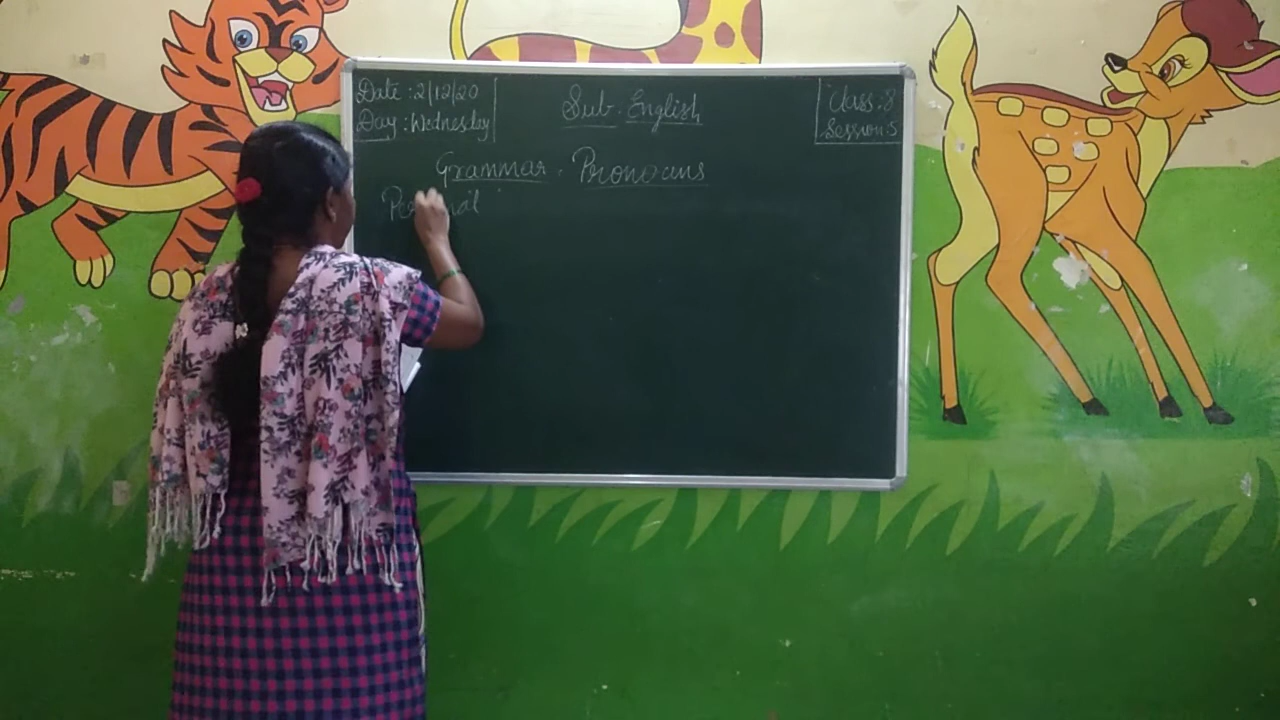 Date : 2/12/20
Day : Wednesday
Sub. English
Class : 8
Session:5
Grammar . Pronouns